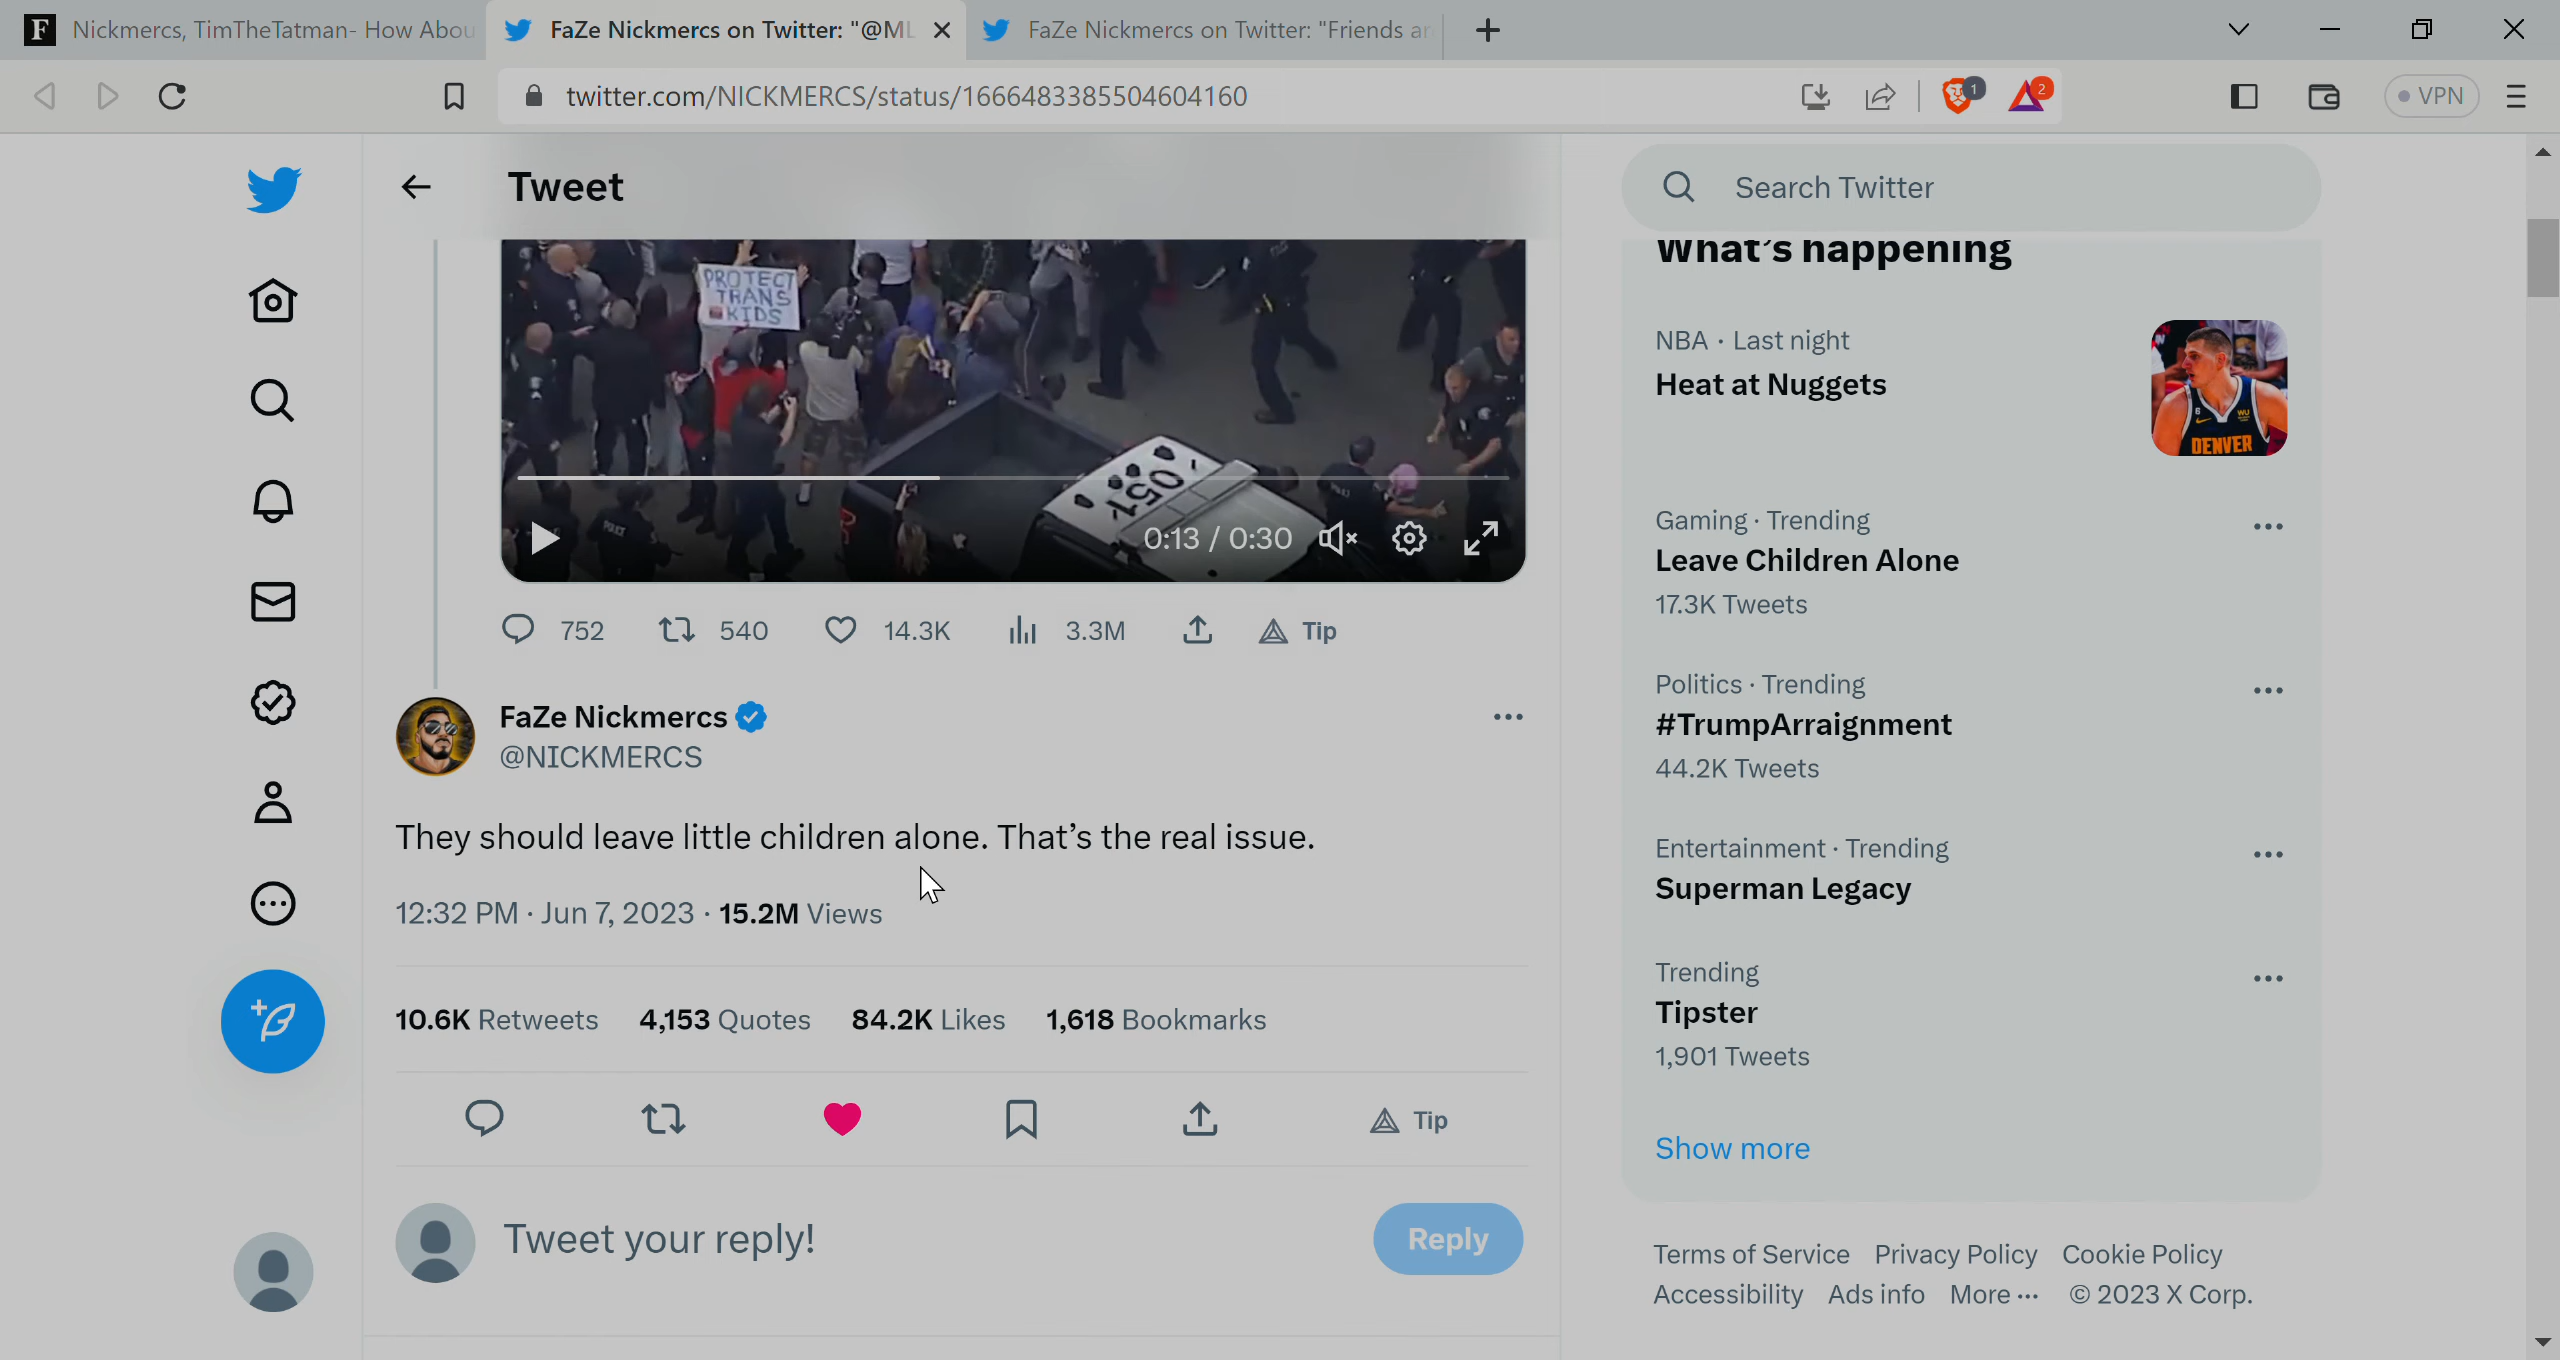 F Nickmercs, TimTheTatman- How Abou
FaZe Nickmercs on Twitter: "@ML
FaZe Nickmercs on Twitter: "Friends ar
twitter.com/NICKMERCS/status/1666483385504604160
1
2
VPN
Tweet
PROTECT
TRANS
KIDS
051
POLICE
0:13 / 0:30
752 540 14.3K 3.3M Tip
FaZe Nickmercs
@NICKMERCS
They should leave little children alone. That’s the real issue.
12:32 PM · Jun 7, 2023 · 15.2M Views
10.6K Retweets 4,153 Quotes 84.2K Likes 1,618 Bookmarks
Tip
Tweet your reply!
Reply
Search Twitter
What’s happening
NBA · Last night
Heat at Nuggets
DENVER
Gaming · Trending
Leave Children Alone
17.3K Tweets
Politics · Trending
#TrumpArraignment
44.2K Tweets
Entertainment · Trending
Superman Legacy
Trending
Tipster
1,901 Tweets
Show more
Terms of Service Privacy Policy Cookie Policy
Accessibility Ads info More ··· © 2023 X Corp.